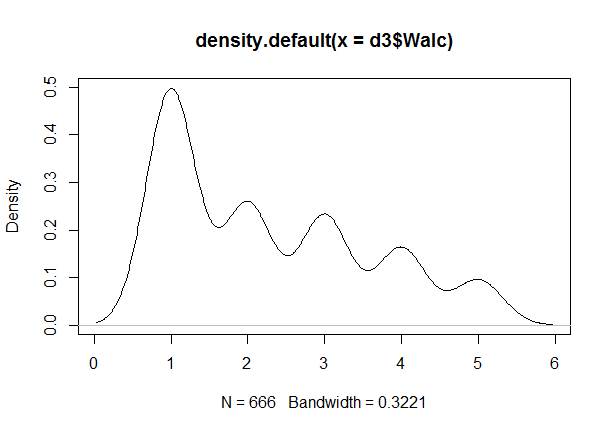 density.default(x = d3$Walc)
Density
0.5
0.4
0.3
0.2
0.1
0.0
0 1 2 3 4 5 6
N = 666 Bandwidth = 0.3221